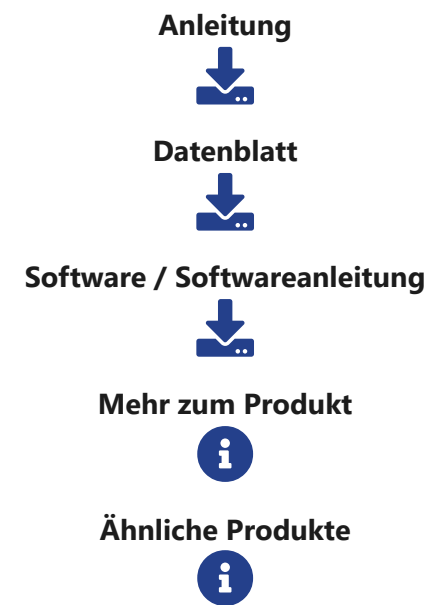 Anleitung
Datenblatt
Software / Softwareanleitung
Mehr zum Produkt
Ähnliche Produkte